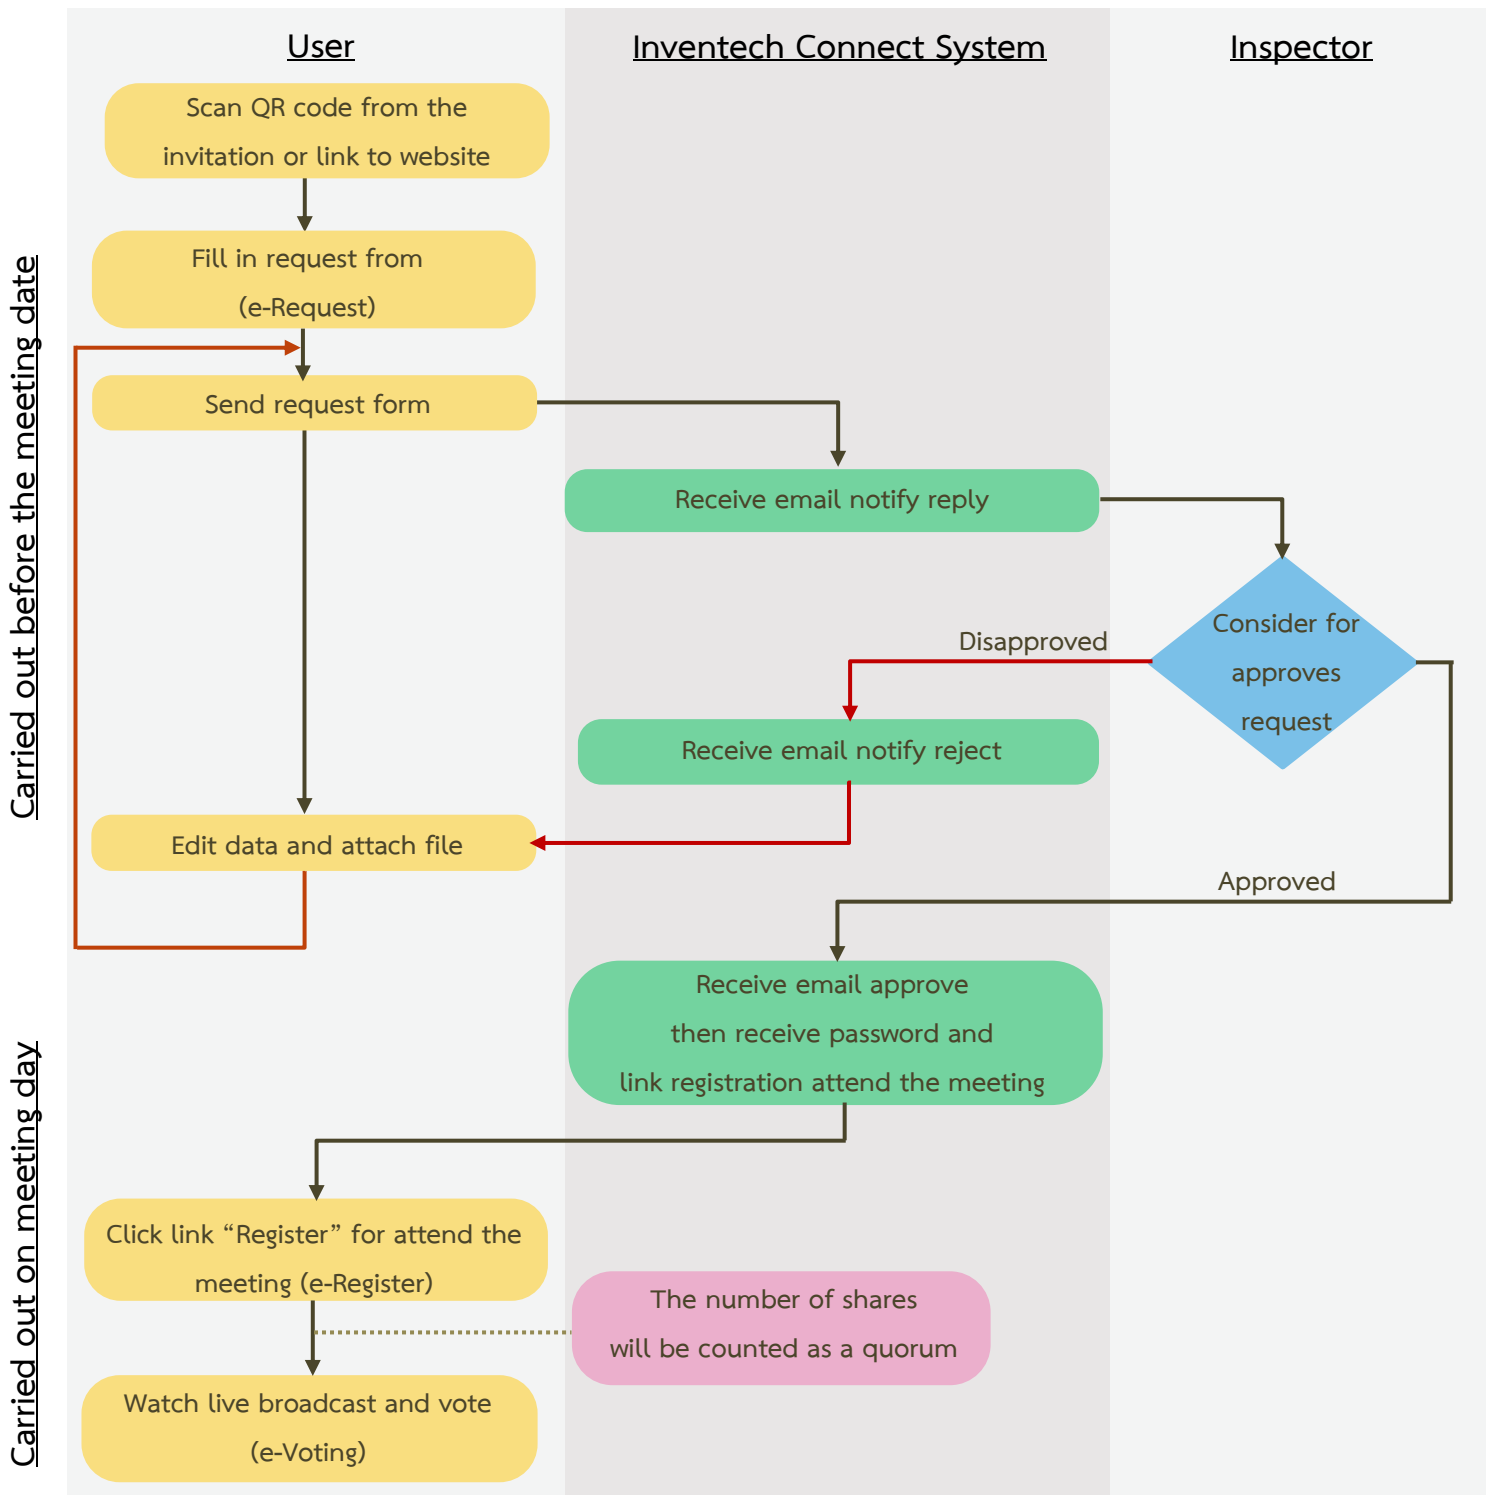 User
Inventech Connect System
Inspector
Scan QR code from the
invitation or link to website
Fill in request from
(e-Request)
Send request form
Receive email notify reply
Consider for
approves
request
Disapproved
Receive email notify reject
Edit data and attach file
Approved
Receive email approve
then receive password and
link registration attend the meeting
Click link “Register” for attend the
meeting (e-Register)
The number of shares
will be counted as a quorum
Watch live broadcast and vote
(e-Voting)
Carried out before the meeting date
Carried out on meeting day